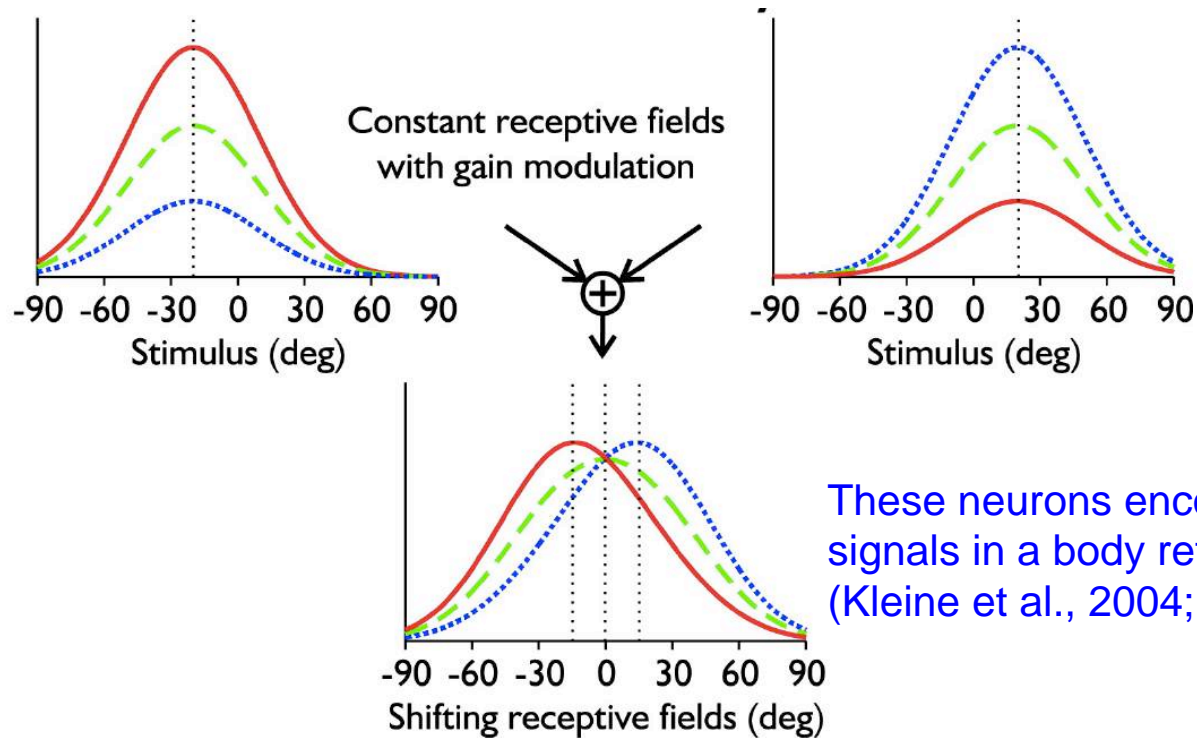 Constant receptive fields
with gain modulation
-90 -60 -30 0 30 60 90
Stimulus (deg)
-90 -60 -30 0 30 60 90
Stimulus (deg)
+
-90 -60 -30 0 30 60 90
Shifting receptive fields (deg)
These neurons
signals in a body
(Kleine et al., 2004;